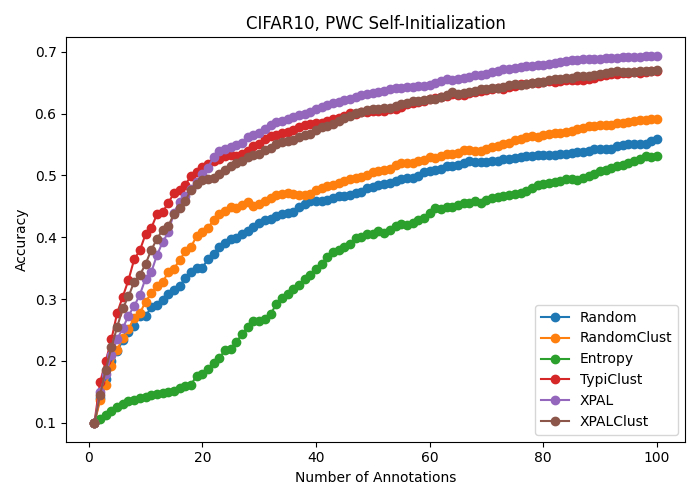 CIFAR10, PWC Self-Initialization
0.7
0.6
0.5
0.4
0.3
0.2
0.1
Accuracy
0 20 40 60 80 100
Number of Annotations
Random
RandomClust
Entropy
TypiClust
XPAL
XPALClust